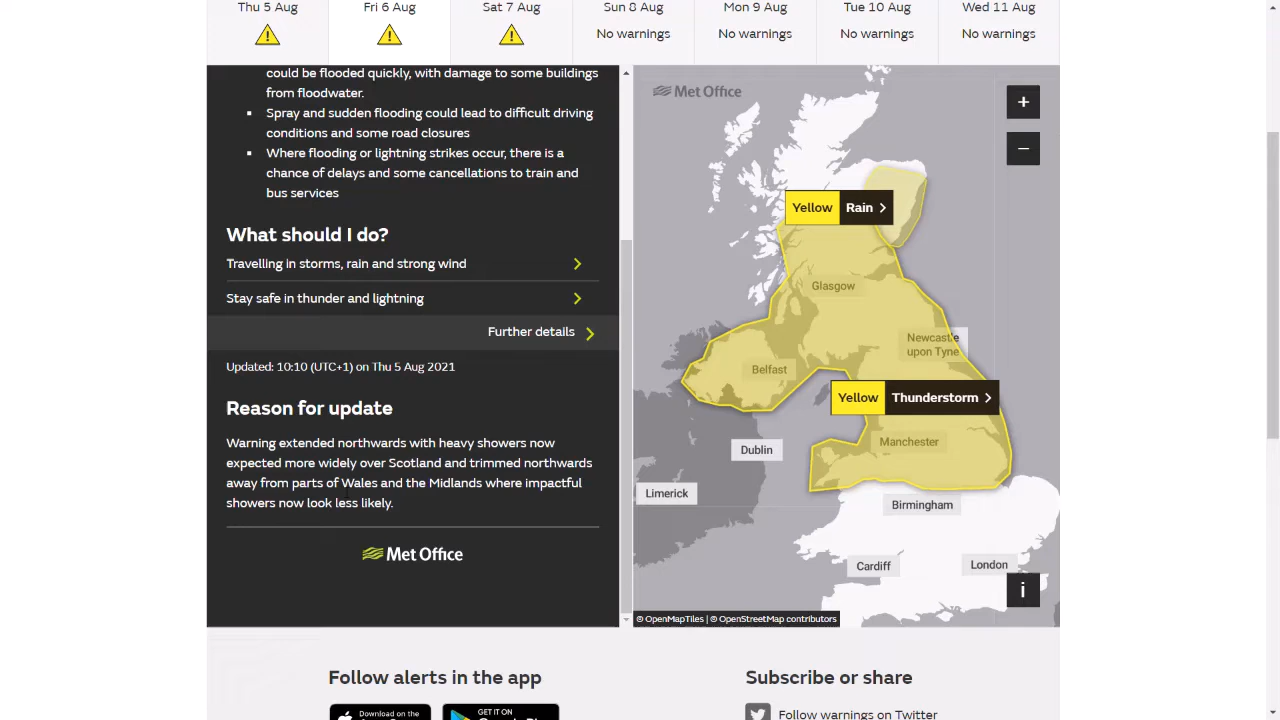 Thu 5 Aug
Fri 6 Aug
Sat 7 Aug
Sun 8 Aug
Mon 9 Aug
Tue 10 Aug
Wed 11 Aug
No warnings
No warnings
No warnings
No warnings
could be flooded quickly, with damage to some buildings
from floodwater.
Spray and sudden flooding could lead to difficult driving
conditions and some road closures
Where flooding or lightning strikes occur, there is a
chance of delays and some cancellations to train and
bus services
What should I do?
Travelling in storms, rain and strong wind
Stay safe in thunder and lightning
Further details
Updated: 10:10 (UTC+1) on Thu 5 Aug 2021
Reason for update
Warning extended northwards with heavy showers now
expected more widely over Scotland and trimmed northwards
away from parts of Wales and the Midlands where impactful
showers now look less likely.
Met Office
Met Office
+
−
Yellow Rain
Glasgow
Newcastle
upon Tyne
Belfast
Yellow Thunderstorm
Manchester
Dublin
Limerick
Birmingham
Cardiff
London
i
© OpenMapTiles | © OpenStreetMap contributors
Follow alerts in the app
Subscribe or share
Download on the
GET IT ON
Follow warnings on Twitter